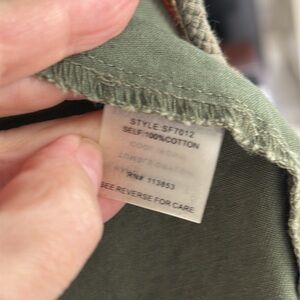 STYLE:SF7012
SELF:100%COTTON
RN# 113853
SEE REVERSE FOR CARE